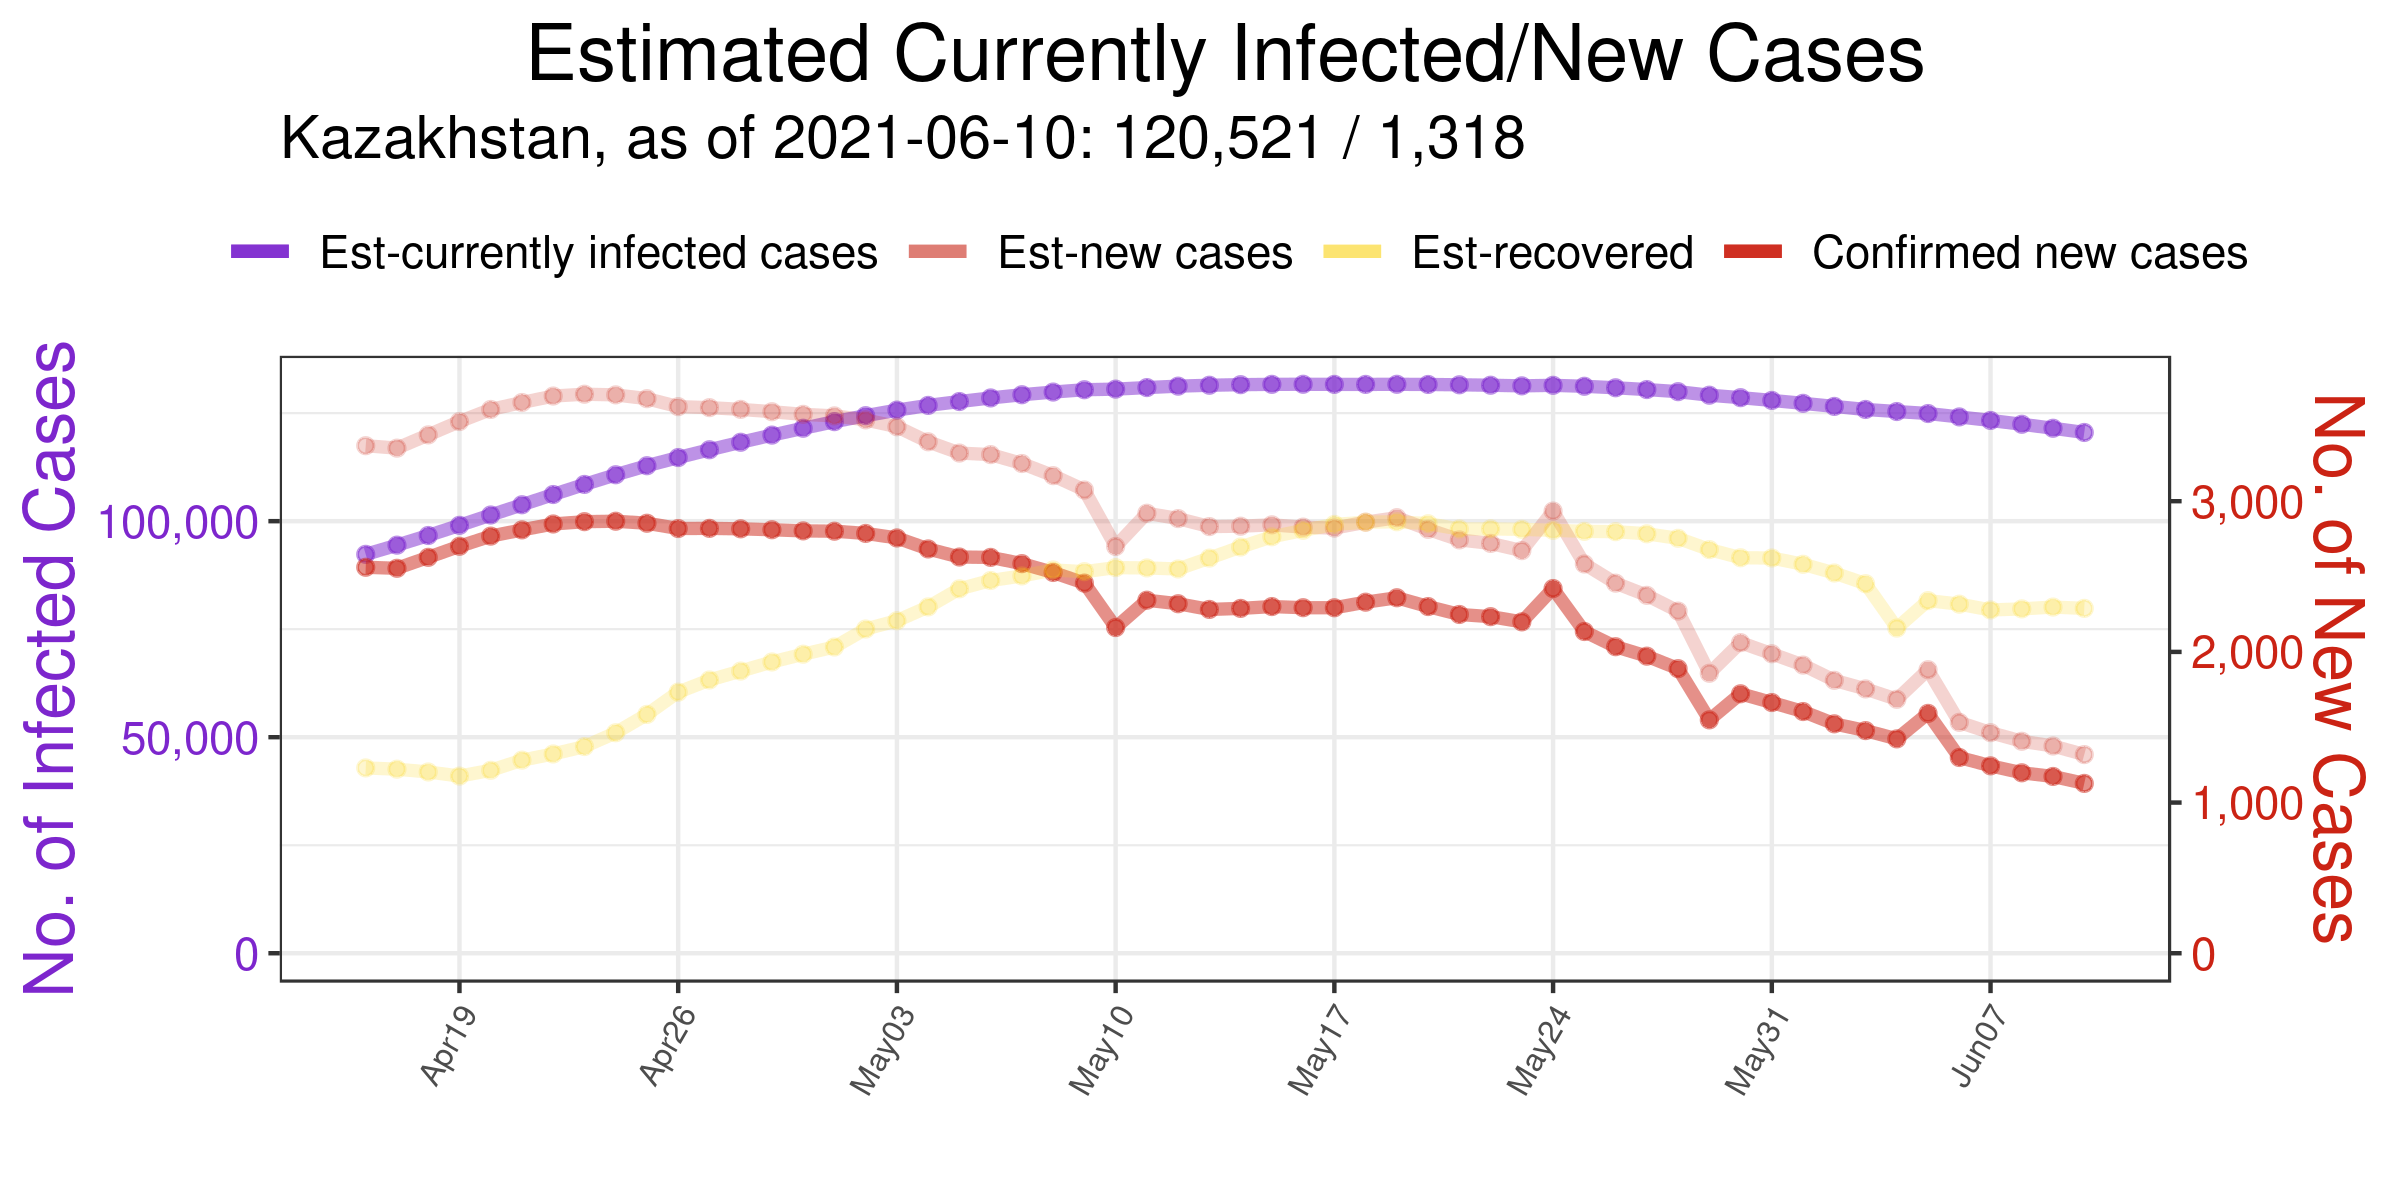 Estimated Currently Infected/New Cases
Kazakhstan, as of 2021-06-10: 120,521 / 1,318
Est-currently infected cases Est-new cases Est-recovered Confirmed new cases
No. of Infected Cases
100,000
50,000
0
3,000
2,000
1,000
0
No. of New Cases
Apr19 Apr26 May03 May10 May17 May24 May31 Jun07